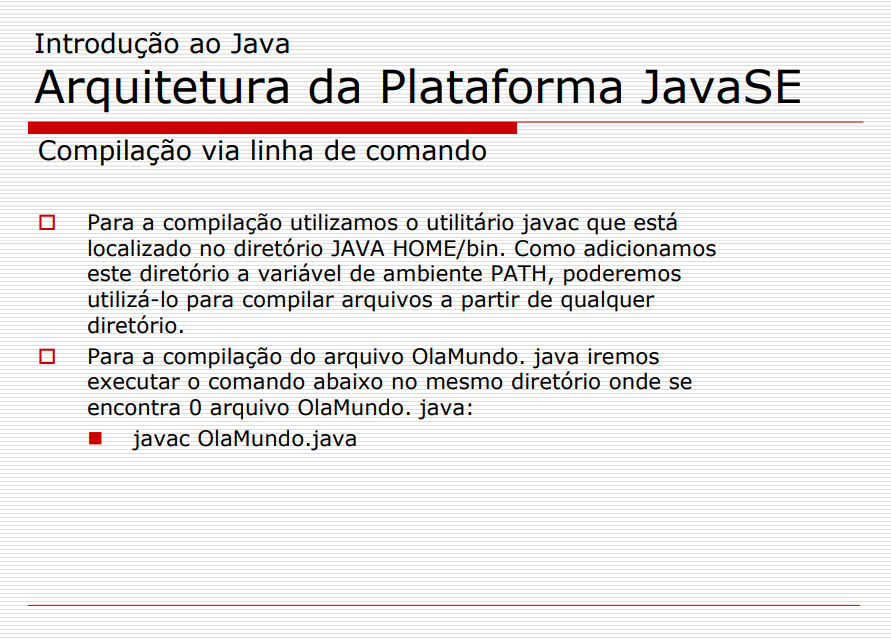 Introdução ao Java
Arquitetura da Plataforma JavaSE
Compilação via linha de comando
Para a compilação utilizamos o utilitário javac que está
localizado no diretório JAVA HOME/bin. Como adicionamos
este diretório a variável de ambiente PATH, poderemos
utilizá-lo para compilar arquivos a partir de qualquer
diretório.
Para a compilação do arquivo OlaMundo. java iremos
executar o comando abaixo no mesmo diretório onde se
encontra 0 arquivo OlaMundo. java:
javac OlaMundo.java